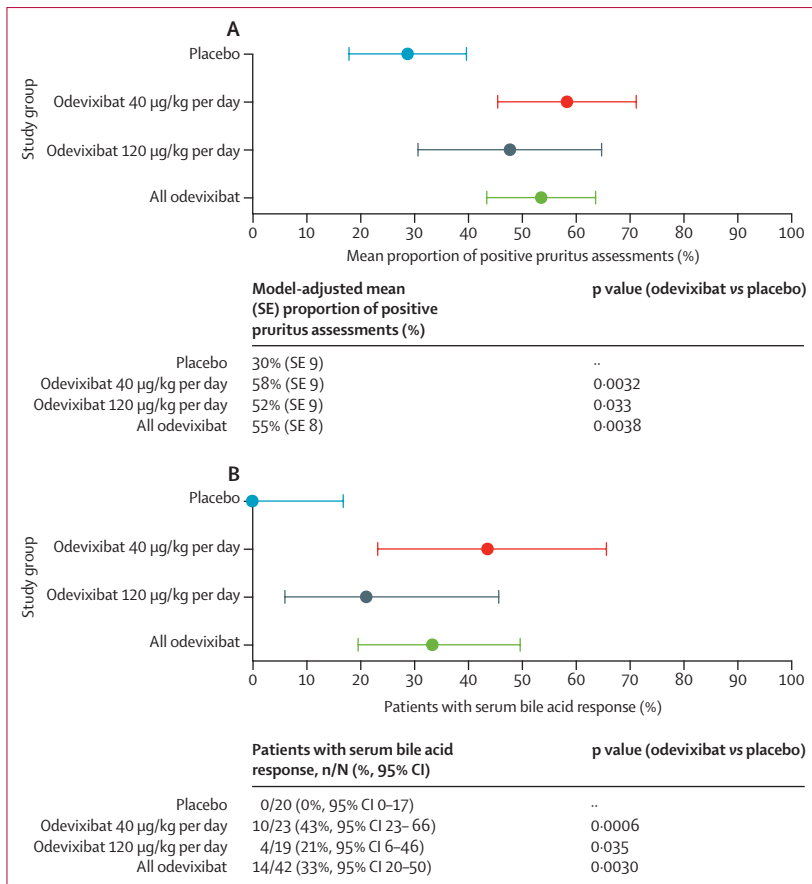 A
Study group
Placebo
Odevixibat 40 µg/kg per day
Odevixibat 120 µg/kg per day
All odevixibat
0 10 20 30 40 50 60 70 80 90 100
Mean proportion of positive pruritus assessments (%)
Model-adjusted mean p value (odevixibat vs placebo)
(SE) proportion of positive
pruritus assessments (%)
Placebo 30% (SE 9) ··
Odevixibat 40 µg/kg per day 58% (SE 9) 0·0032
Odevixibat 120 µg/kg per day 52% (SE 9) 0·033
All odevixibat 55% (SE 8) 0·0038
B
Study group
Placebo
Odevixibat 40 µg/kg per day
Odevixibat 120 µg/kg per day
All odevixibat
0 10 20 30 40 50 60 70 80 90 100
Patients with serum bile acid response (%)
Patients with serum bile acid p value (odevixibat vs placebo)
response, n/N (%, 95% CI)
Placebo 0/20 (0%, 95% CI 0–17) ··
Odevixibat 40 µg/kg per day 10/23 (43%, 95% CI 23– 66) 0·0006
Odevixibat 120 µg/kg per day 4/19 (21%, 95% CI 6–46) 0·035
All odevixibat 14/42 (33%, 95% CI 20–50) 0·0030